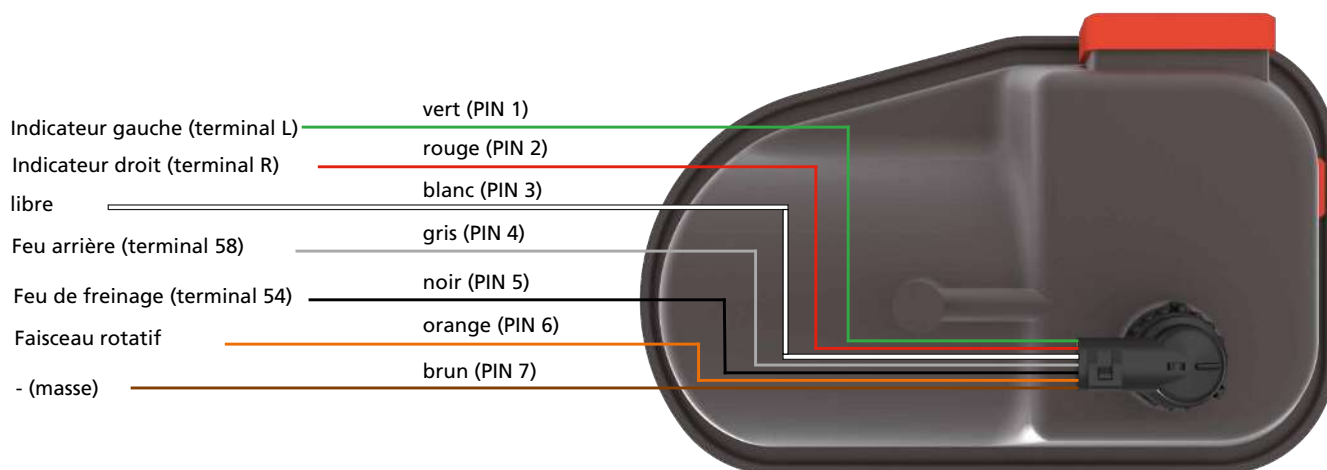 Indicateur gauche (terminal L)
vert (PIN 1)
Indicateur droit (terminal R)
rouge (PIN 2)
libre
blanc (PIN 3)
Feu arrière (terminal 58)
gris (PIN 4)
Feu de freinage (terminal 54)
noir (PIN 5)
Faisceau rotatif
orange (PIN 6)
- (masse)
brun (PIN 7)